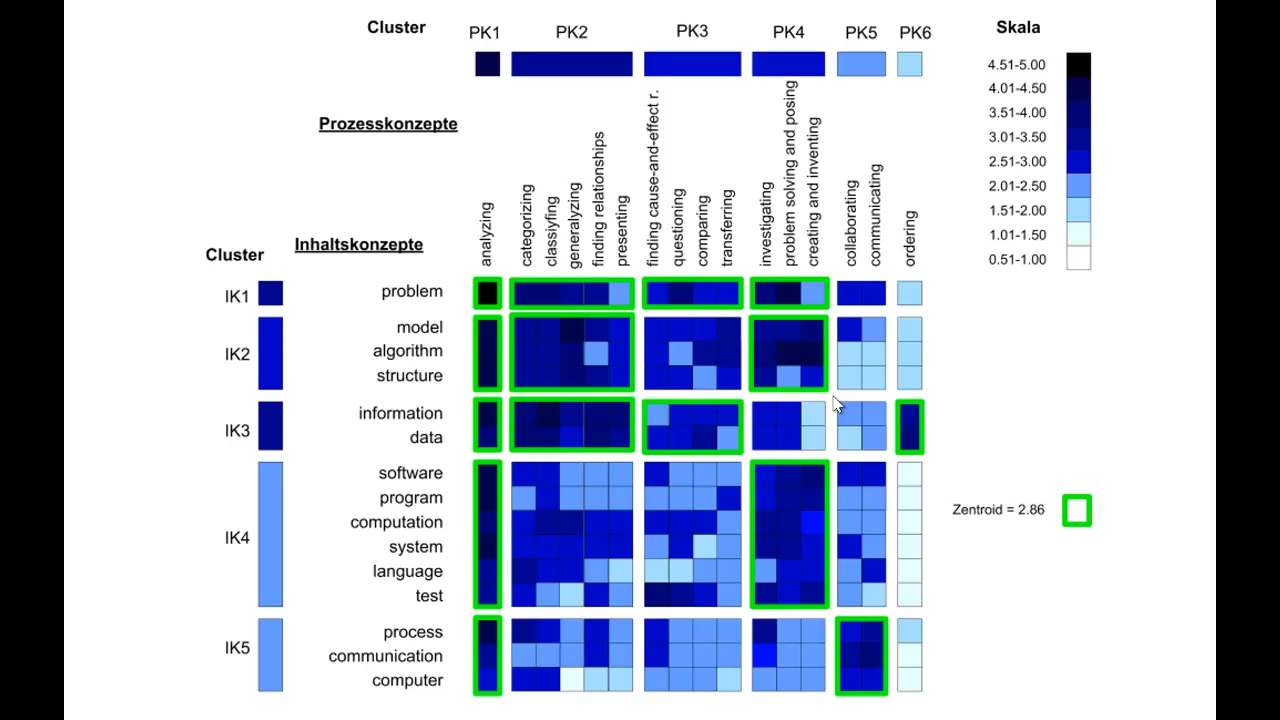 Cluster PK1 PK2 PK3 PK4 PK5 PK6 Skala
4.51-5.00
4.01-4.50
3.51-4.00
3.01-3.50
2.51-3.00
2.01-2.50
1.51-2.00
1.01-1.50
0.51-1.00
Prozesskonzepte
analyzing
categorizing
classiyfing
generalyzing
finding relationships
presenting
finding cause-and-effect r.
questioning
comparing
transferring
investigating
problem solving and posing
creating and inventing
collaborating
communicating
ordering
Cluster Inhaltskonzepte
IK1 problem
model
IK2 algorithm
structure
information
IK3 data
software
program
computation
IK4 system
language
test
process
IK5 communication
computer
Zentroid = 2.86